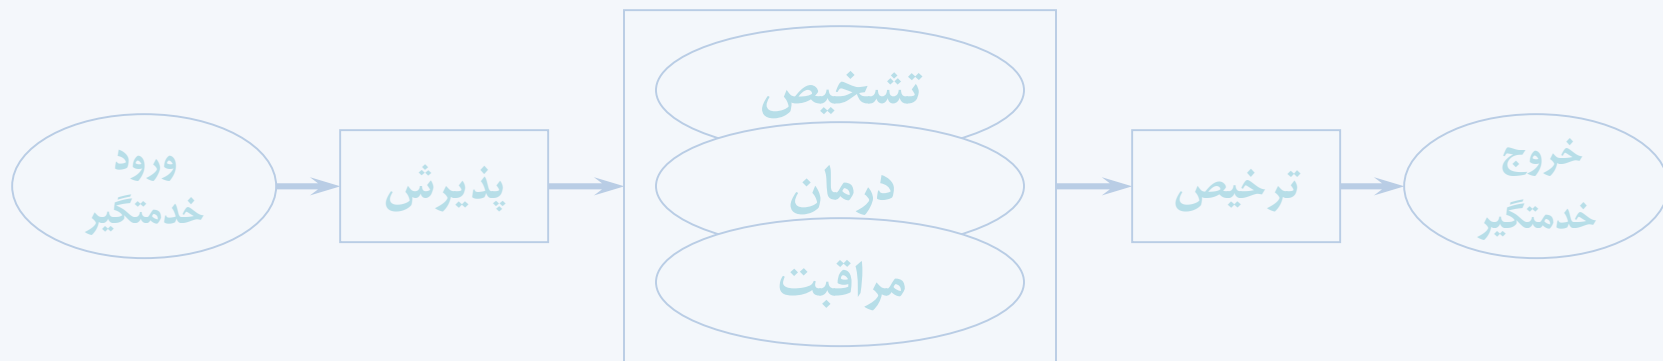 ورود
خدمتگیر
پذیرش
تشخیص
درمان
مراقبت
ترخیص
خروج
خدمتگیر